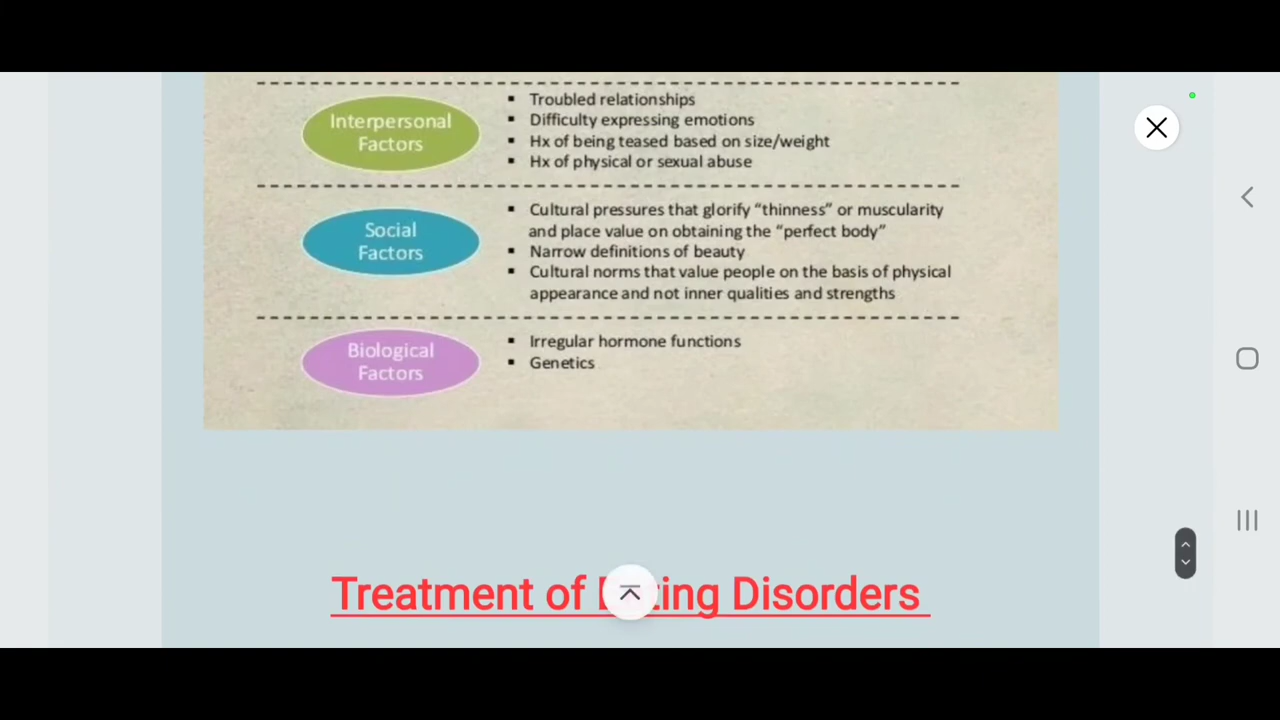 Interpersonal
Factors
▪ Troubled relationships
▪ Difficulty expressing emotions
▪ Hx of being teased based on size/weight
▪ Hx of physical or sexual abuse
Social
Factors
▪ Cultural pressures that glorify “thinness” or muscularity
and place value on obtaining the “perfect body”
▪ Narrow definitions of beauty
▪ Cultural norms that value people on the basis of physical
appearance and not inner qualities and strengths
Biological
Factors
▪ Irregular hormone functions
▪ Genetics
Treatment of Disorders